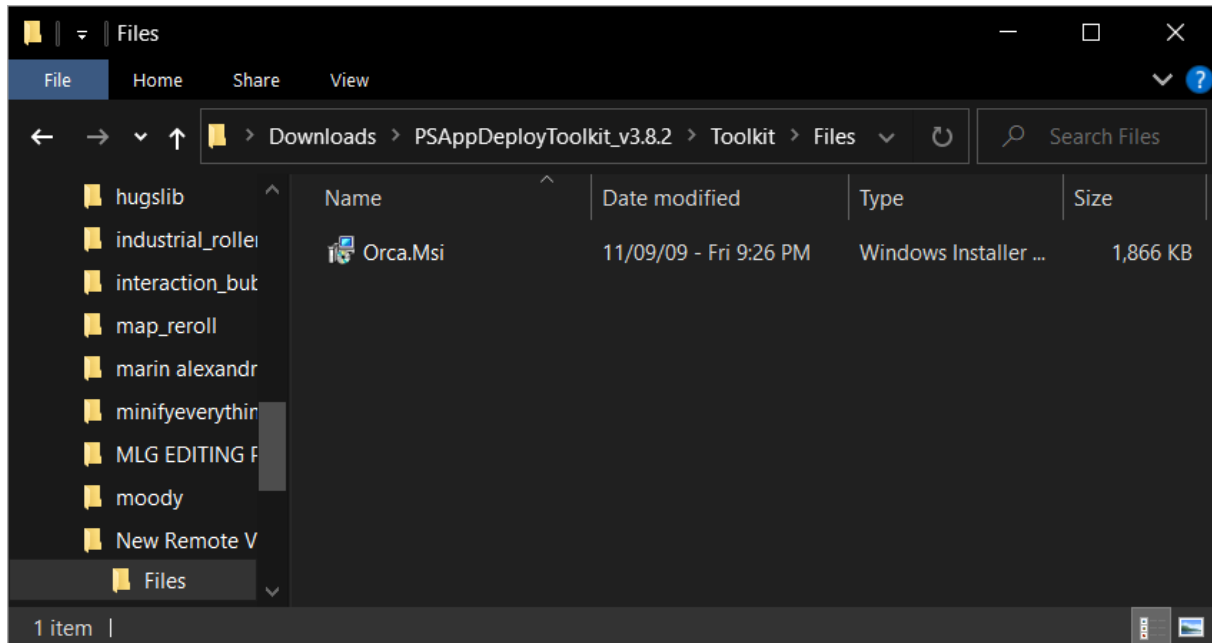 Files
File Home Share View
Downloads > PSAppDeployToolkit_v3.8.2 > Toolkit > Files Search Files
Name Date modified Type Size
Orca.Msi 11/09/09 - Fri 9:26 PM Windows Installer ... 1,866 KB
hugslib
industrial_roller
interaction_bub
map_reroll
marin alexandr
minifyeverythin
MLG EDITING P
moody
New Remote V
Files
1 item